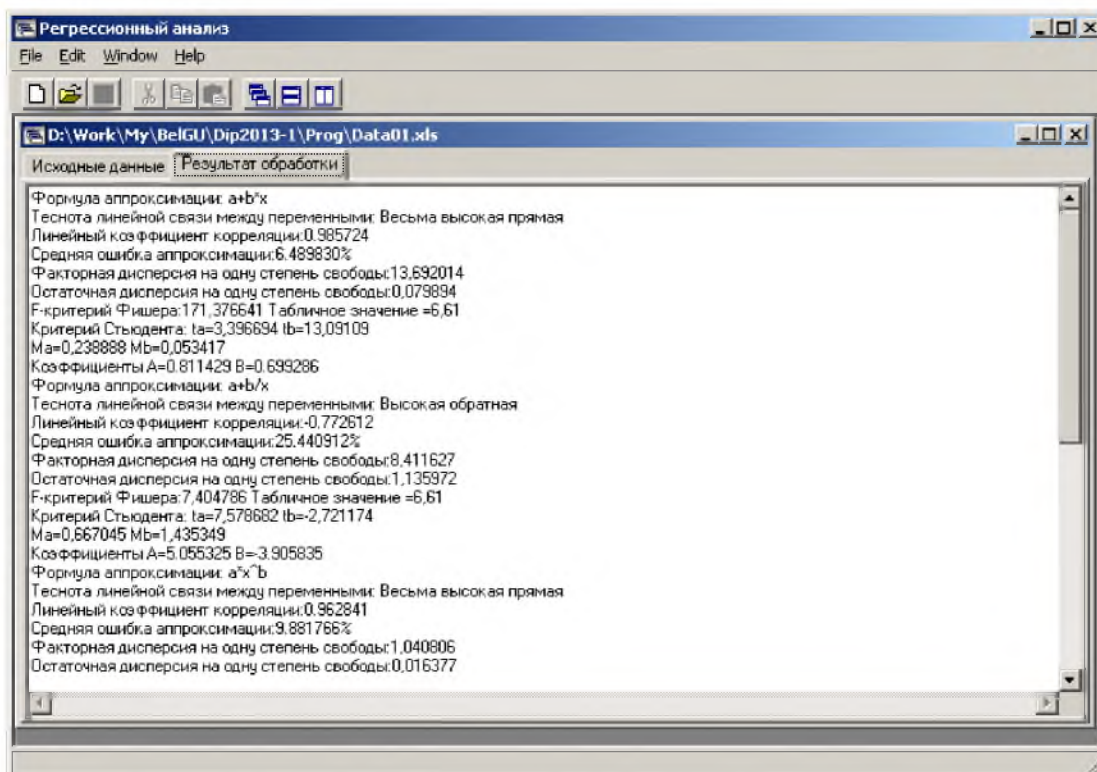 Регрессионный анализ
File Edit Window Help
D:\Work\My\BelGU\Dip2013-1\Prog\Data01.xls
Исходные данные Результат обработки
Формула аппроксимации: a+b*x
Теснота линейной связи между переменными: Весьма высокая прямая
Линейный коэффициент корреляции:0.985724
Средняя ошибка аппроксимации:6.489830%
Факторная дисперсия на одну степень свободы:13,692014
Остаточная дисперсия на одну степень свободы:0,079894
F-критерий Фишера:171,376641 Табличное значение =6,61
Критерий Стьюдента: ta=3,396694 tb=13,09109
Ma=0,238888 Mb=0,053417
Коэффициенты A=0.811429 B=0.699286
Формула аппроксимации: a+b/x
Теснота линейной связи между переменными: Высокая обратная
Линейный коэффициент корреляции:-0.772612
Средняя ошибка аппроксимации:25.440912%
Факторная дисперсия на одну степень свободы:8,411627
Остаточная дисперсия на одну степень свободы:1,135972
F-критерий Фишера:7,404786 Табличное значение =6,61
Критерий Стьюдента: ta=7,578682 tb=-2,721174
Ma=0,667045 Mb=1,435349
Коэффициенты A=5.055325 B=-3.905835
Формула аппроксимации: a*x^b
Теснота линейной связи между переменными: Весьма высокая прямая
Линейный коэффициент корреляции:0.962841
Средняя ошибка аппроксимации:9.881766%
Факторная дисперсия на одну степень свободы:1,040806
Остаточная дисперсия на одну степень свободы:0,016377